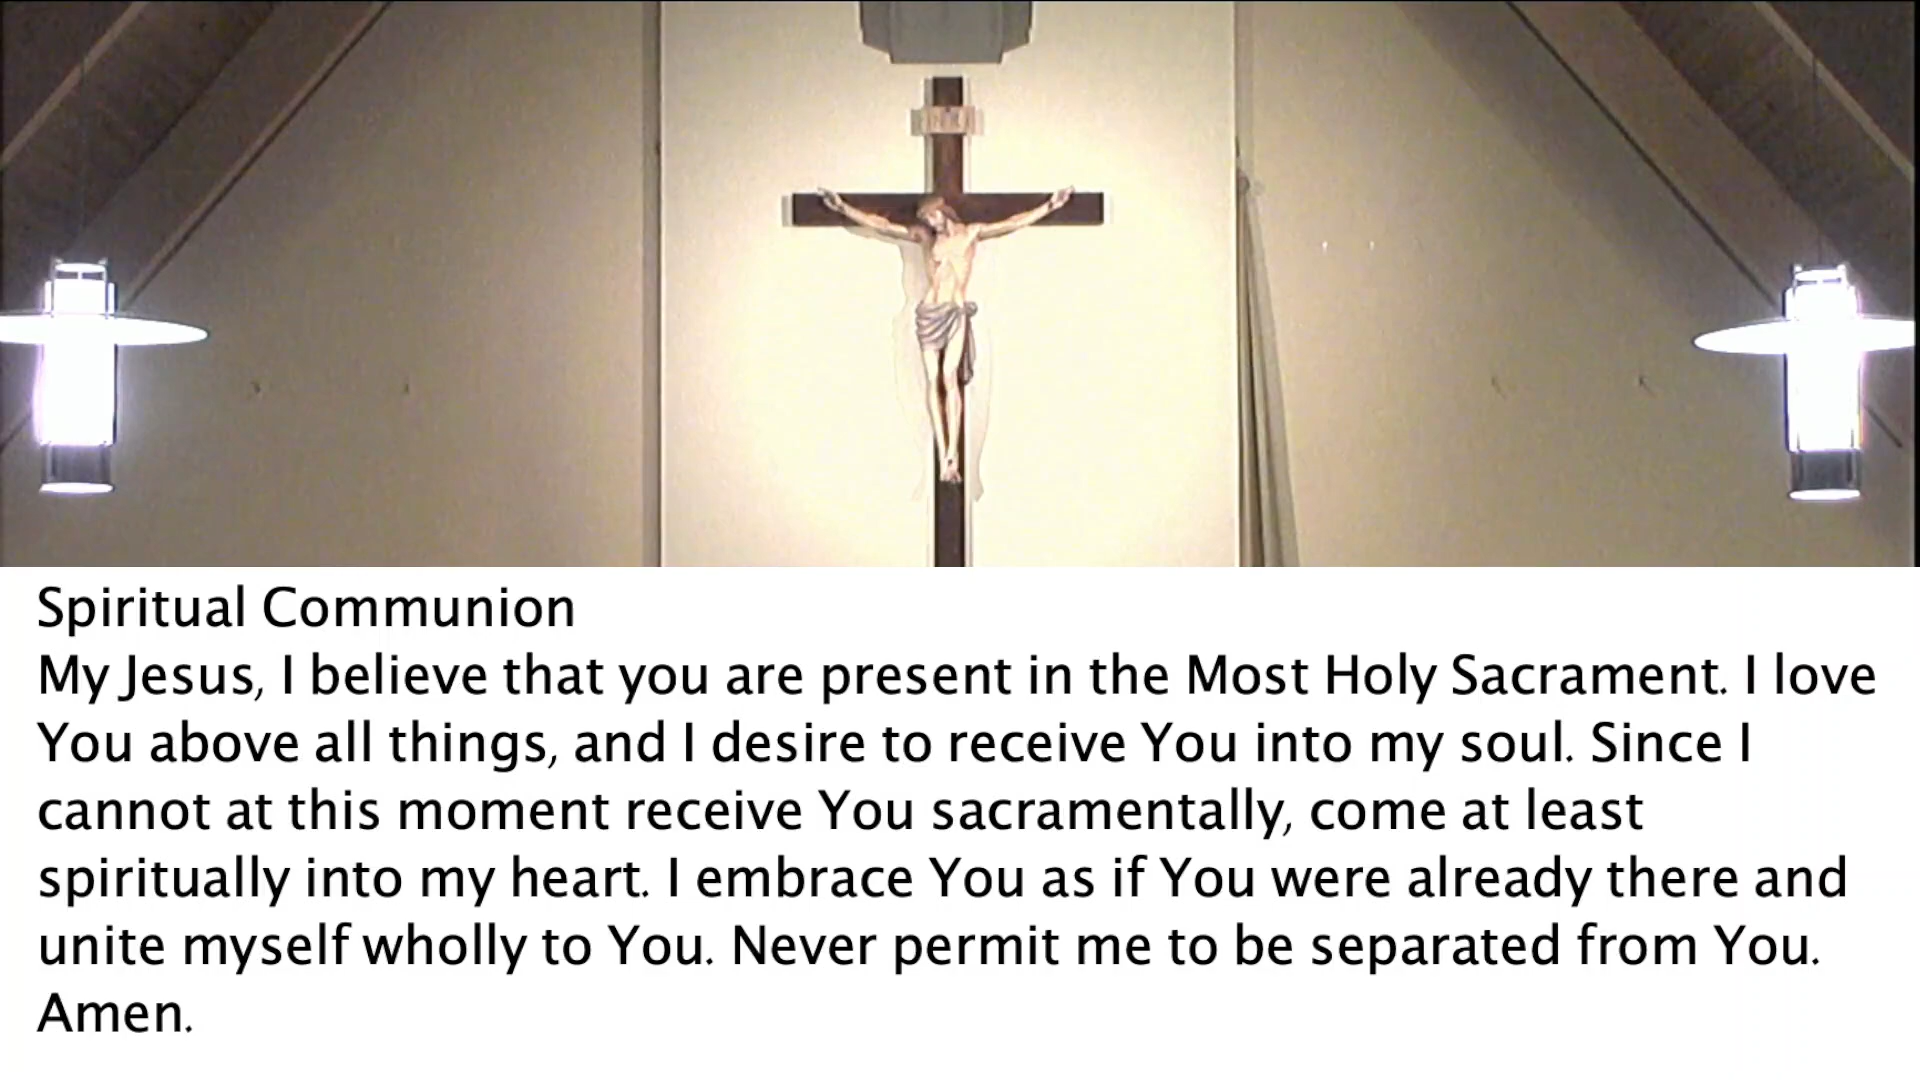 Spiritual Communion
My Jesus, I believe that you are present in the Most Holy Sacrament. I love
You above all things, and I desire to receive You into my soul. Since I
cannot at this moment receive You sacramentally, come at least
spiritually into my heart. I embrace You as if You were already there and
unite myself wholly to You. Never permit me to be separated from You.
Amen.